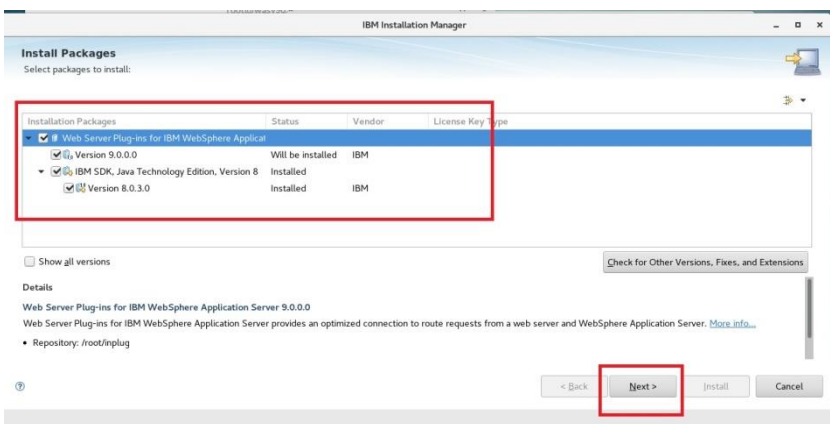 IBM Installation Manager
Install Packages
Select packages to install:
Installation Packages Status Vendor License Key Type
Web Server Plug-ins for IBM WebSphere Applicat
Version 9.0.0.0 Will be installed IBM
IBM SDK, Java Technology Edition, Version 8 Installed
Version 8.0.3.0 Installed IBM
Show all versions
Check for Other Versions, Fixes, and Extensions
Details
Web Server Plug-ins for IBM WebSphere Application Server 9.0.0.0
Web Server Plug-ins for IBM WebSphere Application Server provides an optimized connection to route requests from a web server and WebSphere Application Server. More info...
• Repository: /root/inplug
? < Back Next > Install Cancel